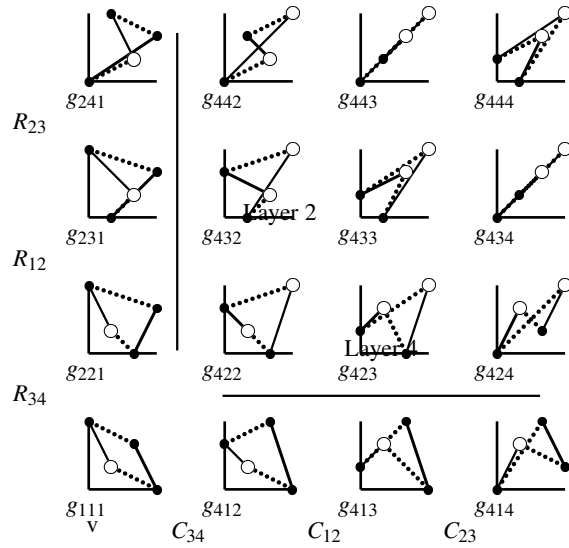 g241 g442 g443 g444
R23
g231 g432 Layer 2 g433 g434
R12
g221 g422 Layer 4 g423 g424
R34
g111 g412 g413 g414
v C34 C12 C23